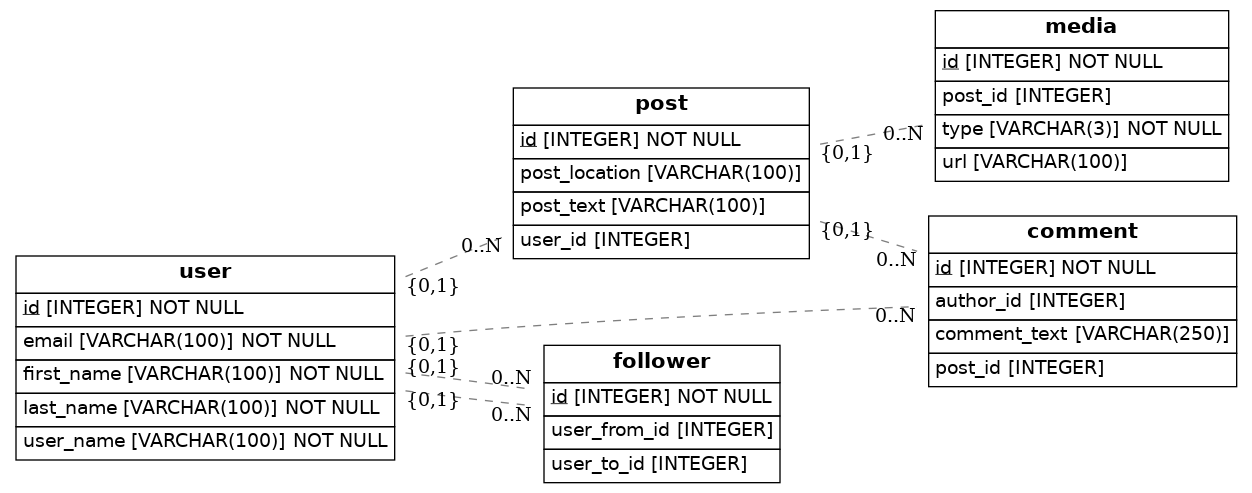 media
id [INTEGER] NOT NULL
post_id [INTEGER]
type [VARCHAR(3)] NOT NULL
url [VARCHAR(100)]
post
id [INTEGER] NOT NULL
post_location [VARCHAR(100)]
post_text [VARCHAR(100)]
user_id [INTEGER]
0..N
{0,1}
comment
id [INTEGER] NOT NULL
author_id [INTEGER]
comment_text [VARCHAR(250)]
post_id [INTEGER]
{0,1}
0..N
user
id [INTEGER] NOT NULL
email [VARCHAR(100)] NOT NULL
first_name [VARCHAR(100)] NOT NULL
last_name [VARCHAR(100)] NOT NULL
user_name [VARCHAR(100)] NOT NULL
0..N
{0,1}
0..N
{0,1}
{0,1}
0..N
{0,1}
0..N
follower
id [INTEGER] NOT NULL
user_from_id [INTEGER]
user_to_id [INTEGER]